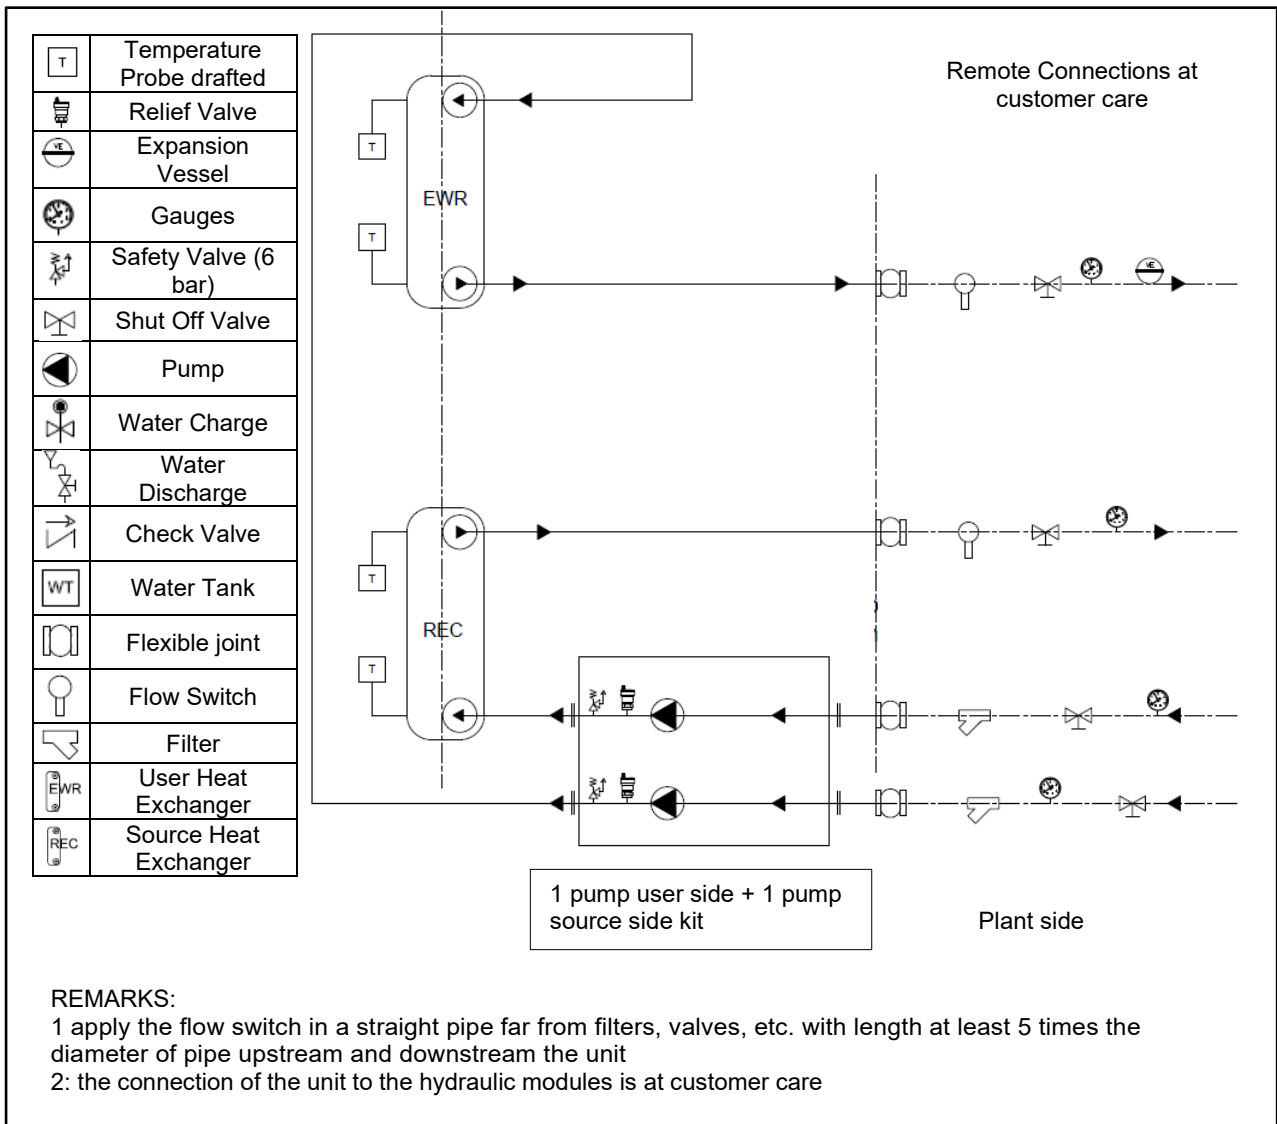 T
Temperature
Probe drafted
Relief Valve
VE
Expansion
Vessel
Gauges
Safety Valve (6
bar)
Shut Off Valve
Pump
Water Charge
Water
Discharge
Check Valve
WT
Water Tank
Flexible joint
Flow Switch
Filter
EWR
User Heat
Exchanger
REC
Source Heat
Exchanger
Remote Connections at
customer care
T
EWR
T
VE
T
REC
T
1 pump user side + 1 pump
source side kit
Plant side
REMARKS:
1 apply the flow switch in a straight pipe far from filters, valves, etc. with length at least 5 times the
diameter of pipe upstream and downstream the unit
2: the connection of the unit to the hydraulic modules is at customer care